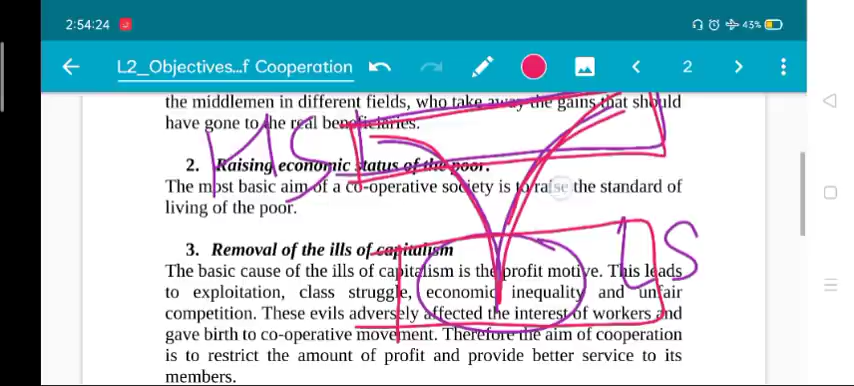 2:54:24 43%
L2_Objectives...f Cooperation 2
the middlemen in different fields, who take away the gains that should
have gone to the real beneficiaries.
MS
2. Raising economic status of the poor.
The most basic aim of a co-operative society is to raise the standard of
living of the poor.
3. Removal of the ills of capitalism
LS
The basic cause of the ills of capitalism is the profit motive. This leads
to exploitation, class struggle, economic inequality and unfair
competition. These evils adversely affected the interest of workers and
gave birth to co-operative movement. Therefore the aim of cooperation
is to restrict the amount of profit and provide better service to its
members.